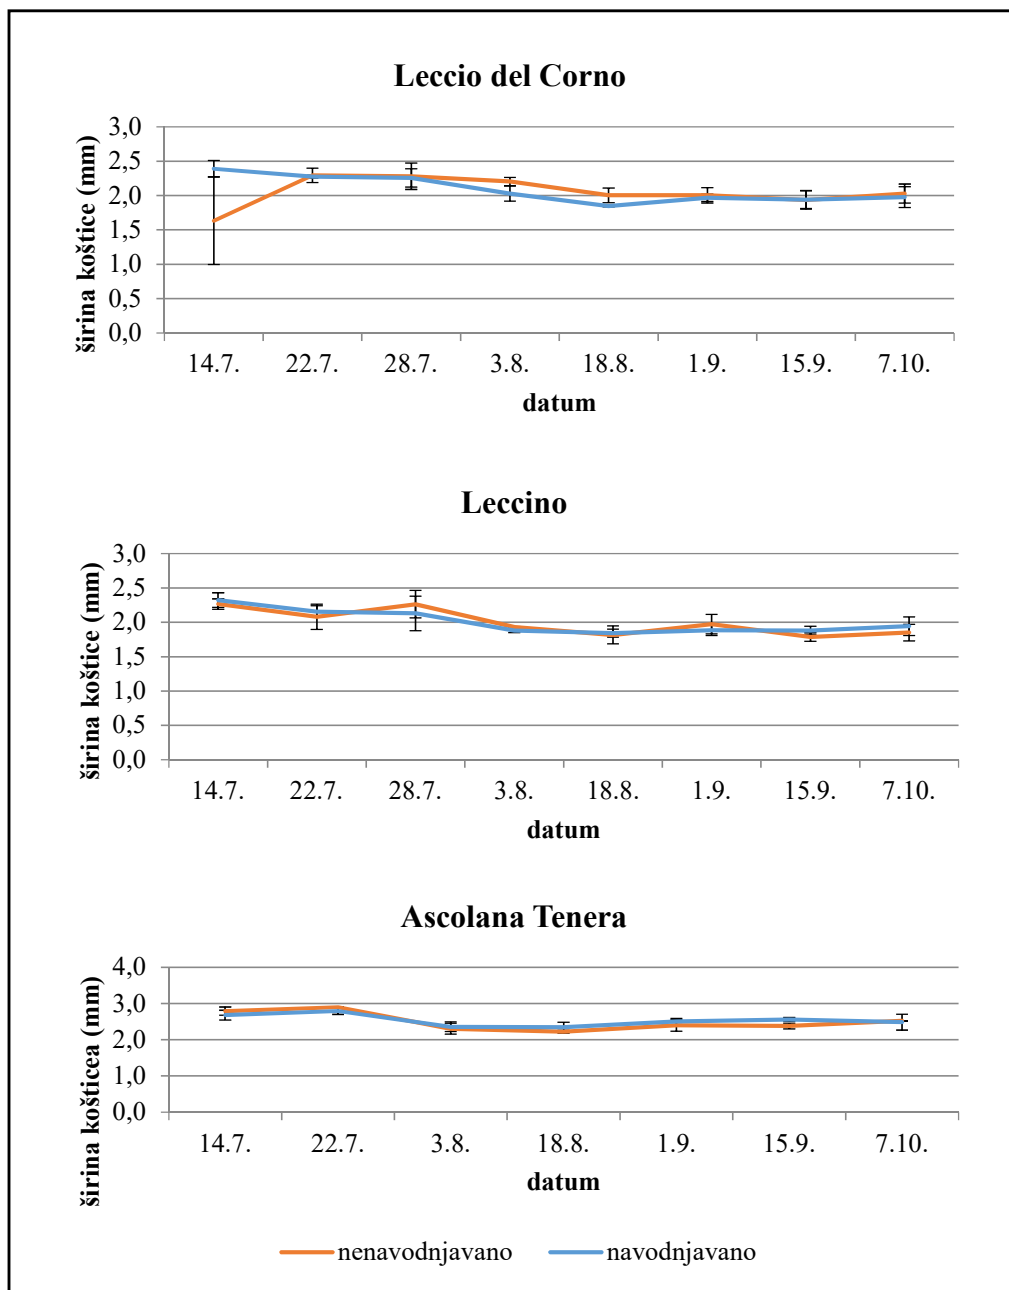 Leccio del Corno
širina koštice (mm)
3,0
2,5
2,0
1,5
1,0
0,5
0,0
14.7. 22.7. 28.7. 3.8. 18.8. 1.9. 15.9. 7.10.
datum
Leccino
širina koštice (mm)
3,0
2,5
2,0
1,5
1,0
0,5
0,0
14.7. 22.7. 28.7. 3.8. 18.8. 1.9. 15.9. 7.10.
datum
Ascolana Tenera
širina košticea (mm)
4,0
3,0
2,0
1,0
0,0
14.7. 22.7. 3.8. 18.8. 1.9. 15.9. 7.10.
datum
nenavodnjavano navodnjavano